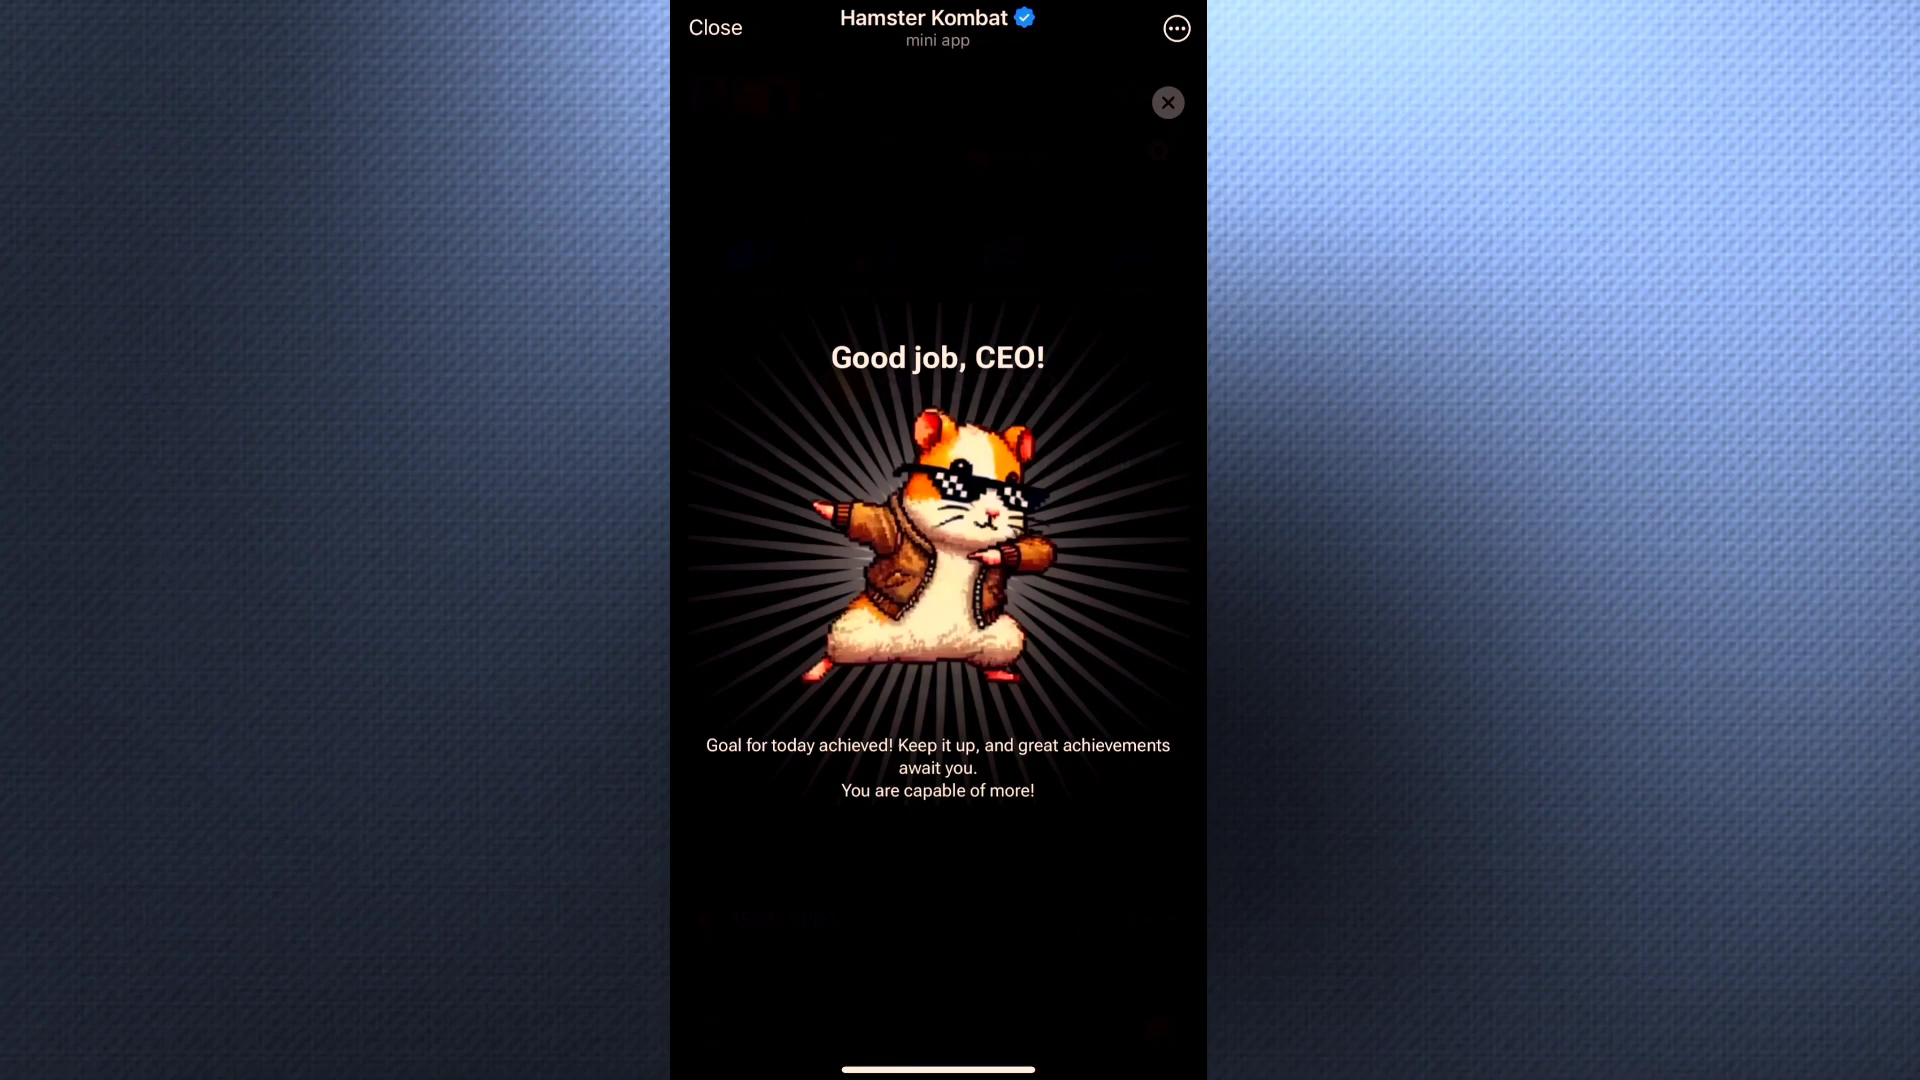 Close
Hamster Kombat
mini app
Good job, CEO!
Goal for today achieved! Keep it up, and great achievements
await you.
You are capable of more!